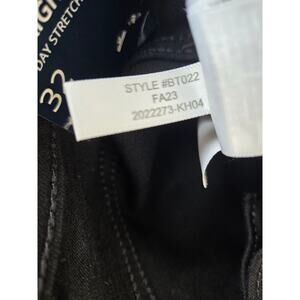 DAY STRETCH
32
STYLE #BT022
FA23
2022273-KH04